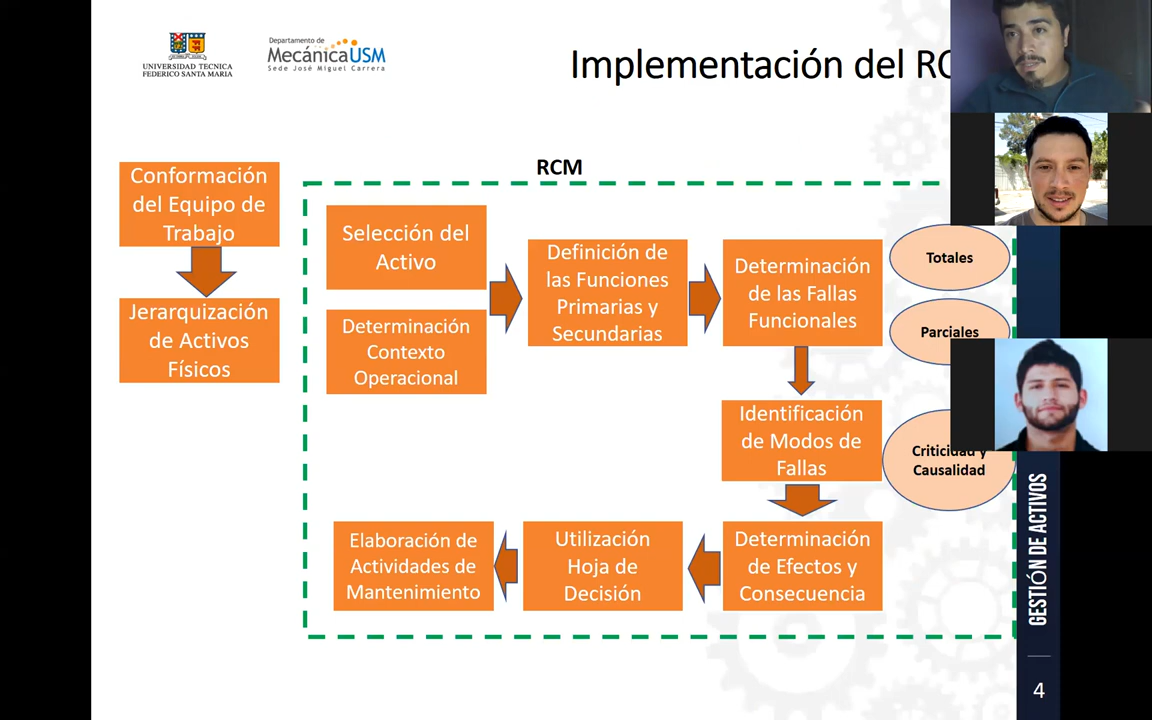 UNIVERSIDAD TECNICA
FEDERICO SANTA MARIA
Departamento de
MecánicaUSM
Sede José Miguel Carrera
Implementación del
RCM
Conformación
del Equipo de
Trabajo
Jerarquización
de Activos
Físicos
Selección del
Activo
Determinación
Contexto
Operacional
Definición de
las Funciones
Primarias y
Secundarias
Determinación
de las Fallas
Funcionales
Totales
Parciales
Identificación
de Modos de
Fallas
Criticidad y
Causalidad
Determinación
de Efectos y
Consecuencia
Utilización
Hoja de
Decisión
Elaboración de
Actividades de
Mantenimiento
GESTIÓN DE ACTIVOS
4